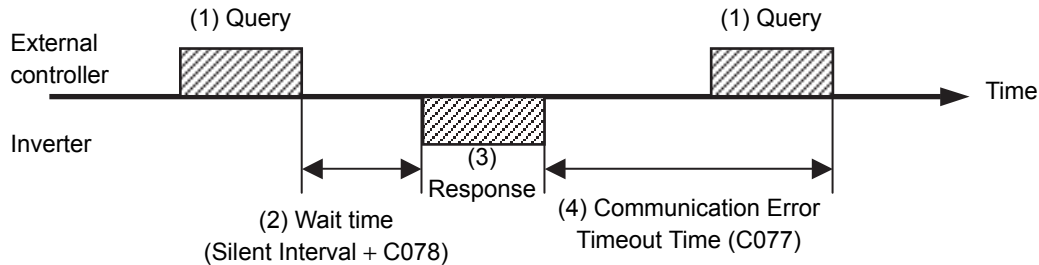 (1) Query
(1) Query
External
controller
Time
Inverter
(3)
Response
(2) Wait time
(Silent Interval + C078)
(4) Communication Error
Timeout Time (C077)